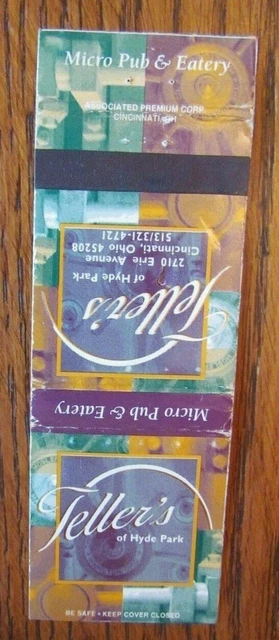 Micro Pub & Eatery
ASSOCIATED PREMIUM CORP.
CINCINNATI, OH
Teller's
of Hyde Park
2710 Erie Avenue
Cincinnati, Ohio 45208
513/321-4721
Micro Pub & Eatery
Teller's
of Hyde Park
BE SAFE • KEEP COVER CLOSED